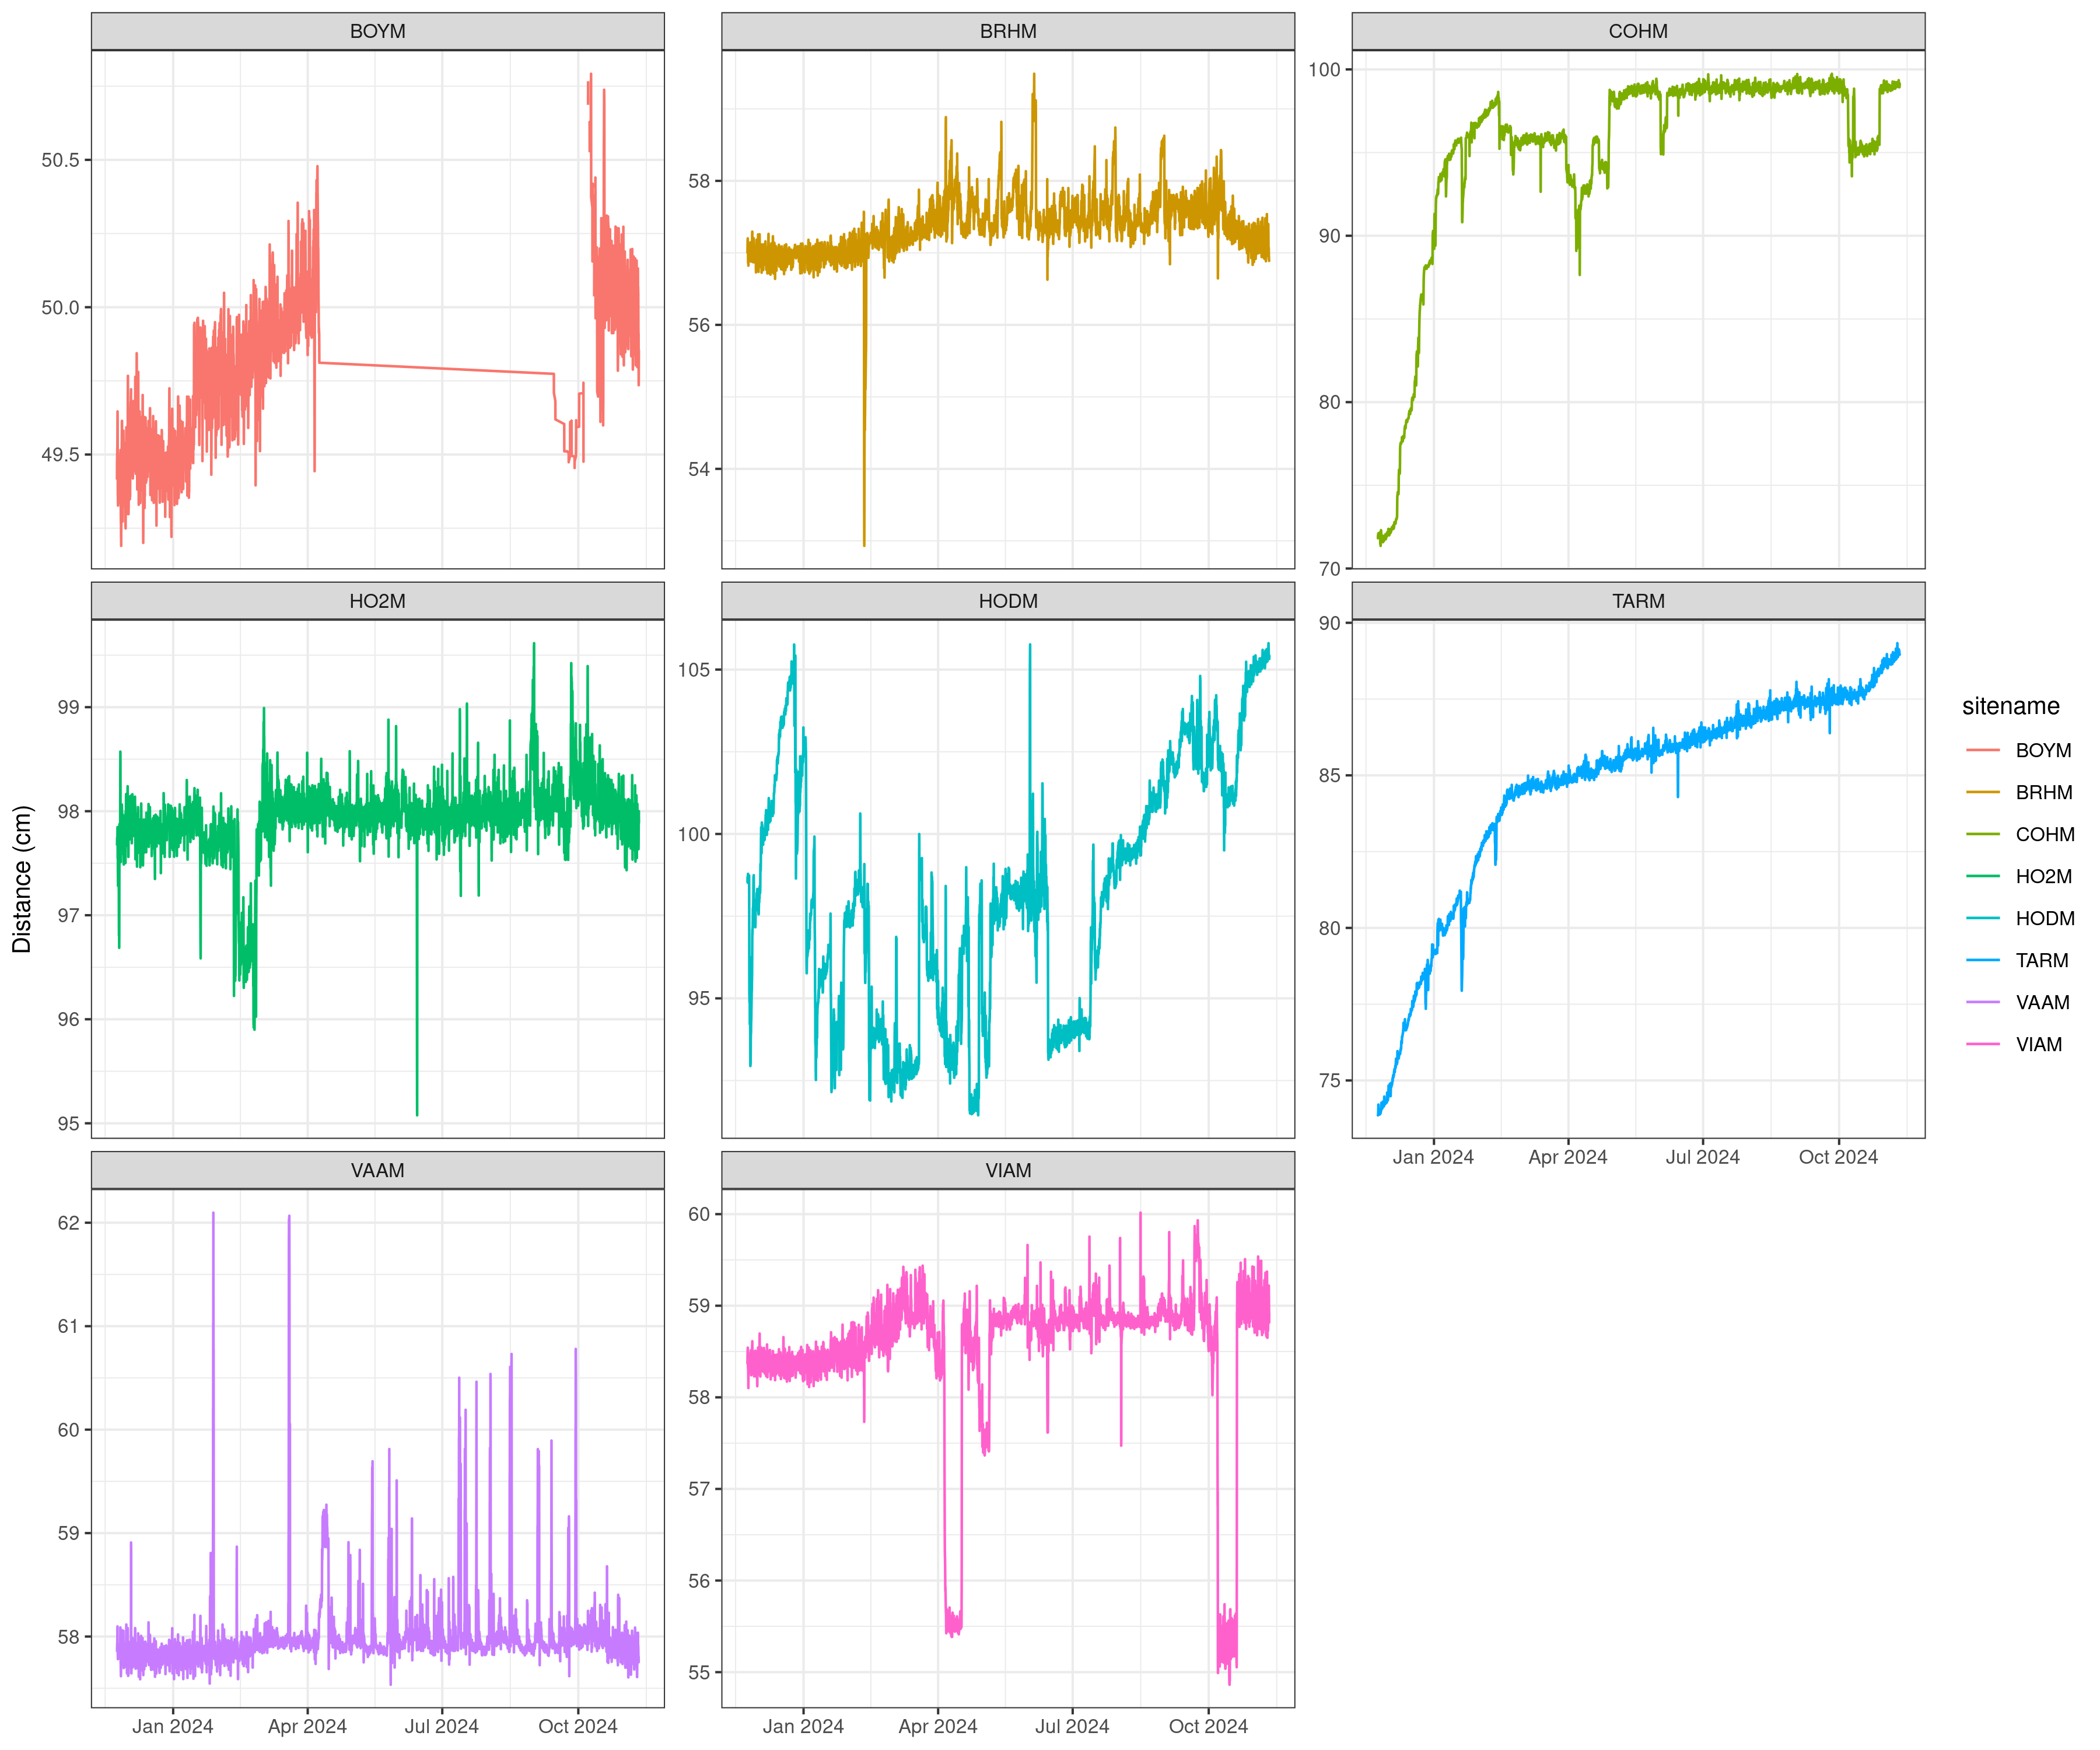 BOYM
BRHM
COHM
50.5
50.0
49.5
58
56
54
100
90
80
70
HO2M
HODM
TARM
99
98
97
96
95
105
100
95
90
85
80
75
Jan 2024 Apr 2024 Jul 2024 Oct 2024
VAAM
VIAM
62
61
60
59
58
60
59
58
57
56
55
Jan 2024 Apr 2024 Jul 2024 Oct 2024
Jan 2024 Apr 2024 Jul 2024 Oct 2024
Distance (cm)
sitename
BOYM
BRHM
COHM
HO2M
HODM
TARM
VAAM
VIAM